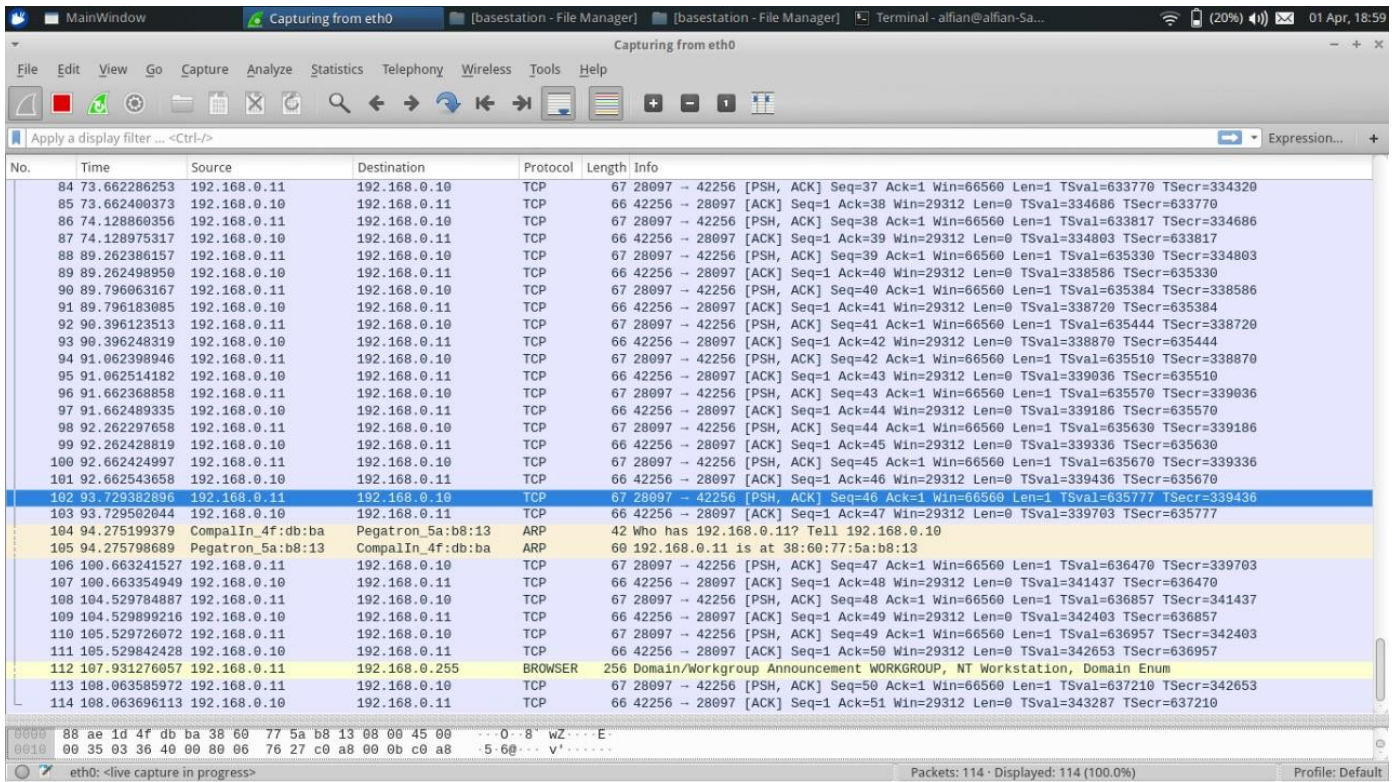 MainWindow Capturing from eth0 [basestation - File Manager] [basestation - File Manager] Terminal - alfian@alfian-Sa... (20%) 01 Apr, 18:59
Capturing from eth0
File Edit View Go Capture Analyze Statistics Telephony Wireless Tools Help
Apply a display filter ... <Ctrl-/> Expression... +
No. Time Source Destination Protocol Length Info
84 73.662286253 192.168.0.11 192.168.0.10 TCP 67 28097 → 42256 [PSH, ACK] Seq=37 Ack=1 Win=66560 Len=1 TSval=633770 TSecr=334320
85 73.662400373 192.168.0.10 192.168.0.11 TCP 66 42256 → 28097 [ACK] Seq=1 Ack=38 Win=29312 Len=0 TSval=334686 TSecr=633770
86 74.128860356 192.168.0.11 192.168.0.10 TCP 67 28097 → 42256 [PSH, ACK] Seq=38 Ack=1 Win=66560 Len=1 TSval=633817 TSecr=334686
87 74.128975317 192.168.0.10 192.168.0.11 TCP 66 42256 → 28097 [ACK] Seq=1 Ack=39 Win=29312 Len=0 TSval=334803 TSecr=633817
88 89.262386157 192.168.0.11 192.168.0.10 TCP 67 28097 → 42256 [PSH, ACK] Seq=39 Ack=1 Win=66560 Len=1 TSval=635330 TSecr=334803
89 89.262498950 192.168.0.10 192.168.0.11 TCP 66 42256 → 28097 [ACK] Seq=1 Ack=40 Win=29312 Len=0 TSval=338586 TSecr=635330
90 89.796063167 192.168.0.11 192.168.0.10 TCP 67 28097 → 42256 [PSH, ACK] Seq=40 Ack=1 Win=66560 Len=1 TSval=635384 TSecr=338586
91 89.796183085 192.168.0.10 192.168.0.11 TCP 66 42256 → 28097 [ACK] Seq=1 Ack=41 Win=29312 Len=0 TSval=338720 TSecr=635384
92 90.396123513 192.168.0.11 192.168.0.10 TCP 67 28097 → 42256 [PSH, ACK] Seq=41 Ack=1 Win=66560 Len=1 TSval=635444 TSecr=338720
93 90.396248319 192.168.0.10 192.168.0.11 TCP 66 42256 → 28097 [ACK] Seq=1 Ack=42 Win=29312 Len=0 TSval=338870 TSecr=635444
94 91.062398946 192.168.0.11 192.168.0.10 TCP 67 28097 → 42256 [PSH, ACK] Seq=42 Ack=1 Win=66560 Len=1 TSval=635510 TSecr=338870
95 91.062514182 192.168.0.10 192.168.0.11 TCP 66 42256 → 28097 [ACK] Seq=1 Ack=43 Win=29312 Len=0 TSval=339036 TSecr=635510
96 91.662368858 192.168.0.11 192.168.0.10 TCP 67 28097 → 42256 [PSH, ACK] Seq=43 Ack=1 Win=66560 Len=1 TSval=635570 TSecr=339036
97 91.662489335 192.168.0.10 192.168.0.11 TCP 66 42256 → 28097 [ACK] Seq=1 Ack=44 Win=29312 Len=0 TSval=339186 TSecr=635570
98 92.262297658 192.168.0.11 192.168.0.10 TCP 67 28097 → 42256 [PSH, ACK] Seq=44 Ack=1 Win=66560 Len=1 TSval=635630 TSecr=339186
99 92.262428819 192.168.0.10 192.168.0.11 TCP 66 42256 → 28097 [ACK] Seq=1 Ack=45 Win=29312 Len=0 TSval=339336 TSecr=635630
100 92.662424997 192.168.0.11 192.168.0.10 TCP 67 28097 → 42256 [PSH, ACK] Seq=45 Ack=1 Win=66560 Len=1 TSval=635670 TSecr=339336
101 92.662543658 192.168.0.10 192.168.0.11 TCP 66 42256 → 28097 [ACK] Seq=1 Ack=46 Win=29312 Len=0 TSval=339436 TSecr=635670
102 93.729382896 192.168.0.11 192.168.0.10 TCP 67 28097 → 42256 [PSH, ACK] Seq=46 Ack=1 Win=66560 Len=1 TSval=635777 TSecr=339436
103 93.729502044 192.168.0.10 192.168.0.11 TCP 66 42256 → 28097 [ACK] Seq=1 Ack=47 Win=29312 Len=0 TSval=339703 TSecr=635777
104 94.275199379 CompalIn_4f:db:ba Pegatron_5a:b8:13 ARP 42 Who has 192.168.0.11? Tell 192.168.0.10
105 94.275798689 Pegatron_5a:b8:13 CompalIn_4f:db:ba ARP 60 192.168.0.11 is at 38:60:77:5a:b8:13
106 100.663241527 192.168.0.11 192.168.0.10 TCP 67 28097 → 42256 [PSH, ACK] Seq=47 Ack=1 Win=66560 Len=1 TSval=636470 TSecr=339703
107 100.663354949 192.168.0.10 192.168.0.11 TCP 66 42256 → 28097 [ACK] Seq=1 Ack=48 Win=29312 Len=0 TSval=341437 TSecr=636470
108 104.529784887 192.168.0.11 192.168.0.10 TCP 67 28097 → 42256 [PSH, ACK] Seq=48 Ack=1 Win=66560 Len=1 TSval=636857 TSecr=341437
109 104.529899216 192.168.0.10 192.168.0.11 TCP 66 42256 → 28097 [ACK] Seq=1 Ack=49 Win=29312 Len=0 TSval=342403 TSecr=636857
110 105.529726072 192.168.0.11 192.168.0.10 TCP 67 28097 → 42256 [PSH, ACK] Seq=49 Ack=1 Win=66560 Len=1 TSval=636957 TSecr=342403
111 105.529842428 192.168.0.10 192.168.0.11 TCP 66 42256 → 28097 [ACK] Seq=1 Ack=50 Win=29312 Len=0 TSval=342653 TSecr=636957
112 107.931276057 192.168.0.11 192.168.0.255 BROWSER 256 Domain/Workgroup Announcement WORKGROUP, NT Workstation, Domain Enum
113 108.063585972 192.168.0.11 192.168.0.10 TCP 67 28097 → 42256 [PSH, ACK] Seq=50 Ack=1 Win=66560 Len=1 TSval=637210 TSecr=342653
114 108.063696113 192.168.0.10 192.168.0.11 TCP 66 42256 → 28097 [ACK] Seq=1 Ack=51 Win=29312 Len=0 TSval=343287 TSecr=637210
0000 88 ae 1d 4f db ba 38 60 77 5a b8 13 08 00 45 00 ···O··8` wZ····E·
0010 00 35 03 36 40 00 80 06 76 27 c0 a8 00 0b c0 a8 ·5·6@··· v'······
eth0: <live capture in progress> Packets: 114 · Displayed: 114 (100.0%) Profile: Default